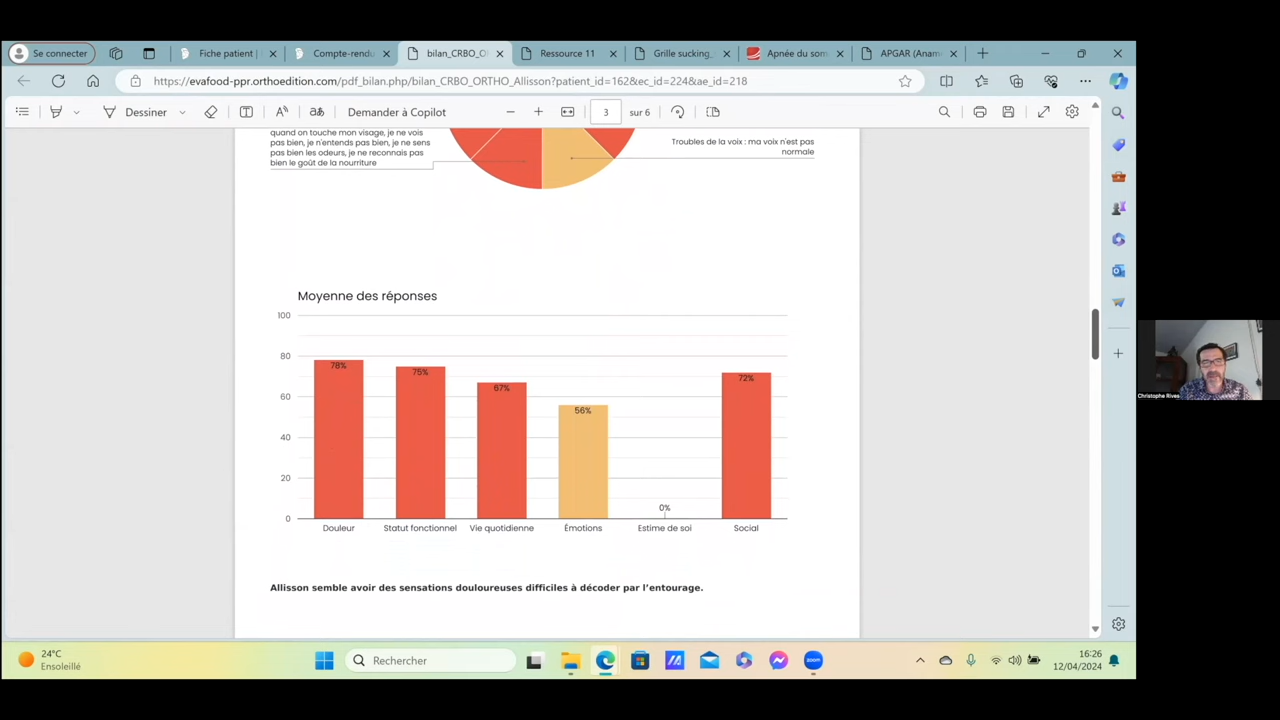 Se connecter
Fiche patient |
Compte-rendu
bilan_CRBO_O
Ressource 11
Grille sucking_
Apnée du som
APGAR (Anam
https://evafood-ppr.orthoedition.com/pdf_bilan.php/bilan_CRBO_ORTHO_Allisson?patient_id=162&ec_id=224&ae_id=218
Dessiner
Demander à Copilot
3 sur 6
quand on touche mon visage, je ne vois
pas bien, je n'entends pas bien, je ne sens
pas bien les odeurs, je ne reconnais pas
bien le goût de la nourriture
Troubles de la voix : ma voix n'est pas
normale
Moyenne des réponses
100
80
60
40
20
0
78%
75%
67%
56%
0%
72%
Douleur
Statut fonctionnel
Vie quotidienne
Émotions
Estime de soi
Social
Allisson semble avoir des sensations douloureuses difficiles à décoder par l'entourage.
Christophe Rives
24°C
Ensoleillé
Rechercher
zoom
16:26
12/04/2024